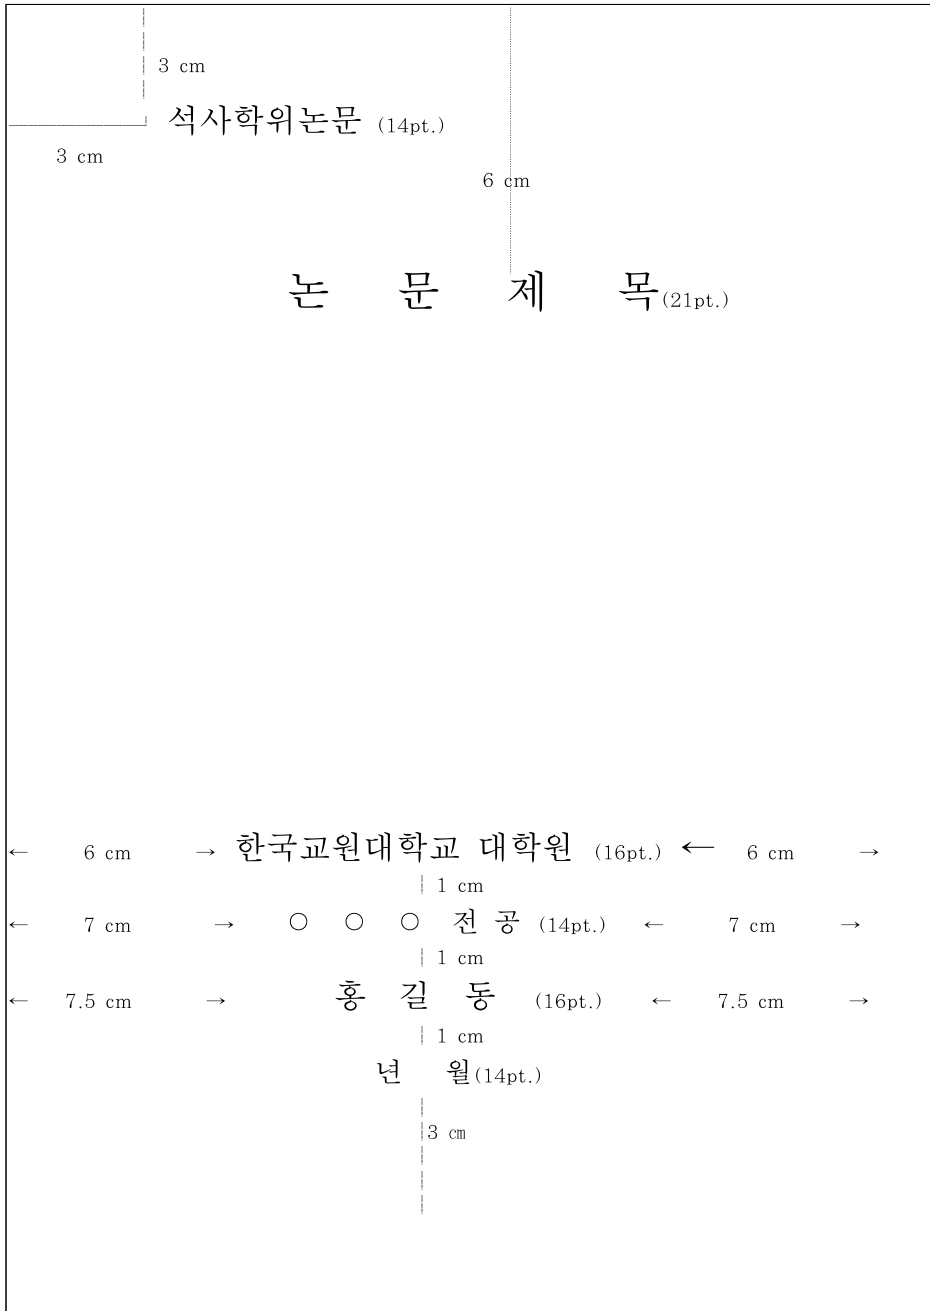 3 cm
석사학위논문 (14pt.)
3 cm
6 cm
논 문 제 목(21pt.)
← 6 cm → 한국교원대학교 대학원 (16pt.) ← 6 cm →
1 cm
← 7 cm → ○ ○ ○ 전 공 (14pt.) ← 7 cm →
1 cm
← 7.5 cm → 홍 길 동 (16pt.) ← 7.5 cm →
1 cm
년 월(14pt.)
3 ㎝